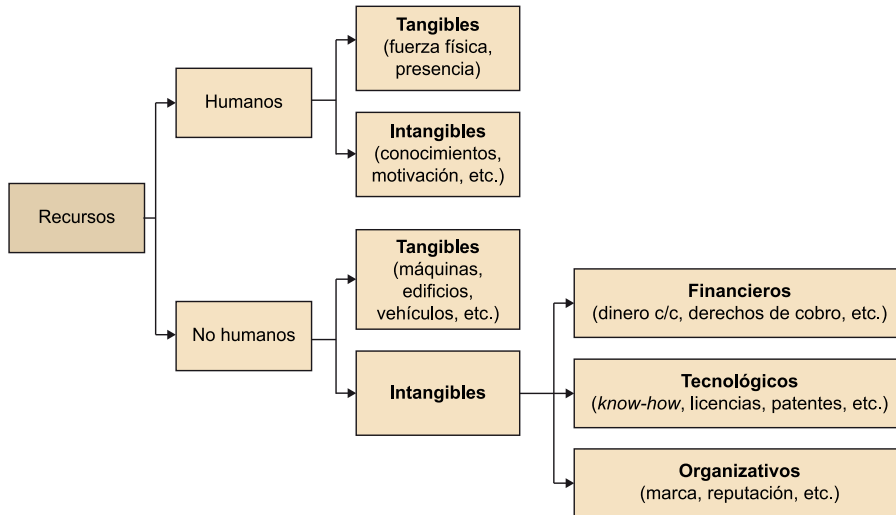 Recursos
Humanos
Tangibles
(fuerza física,
presencia)
Intangibles
(conocimientos,
motivación, etc.)
No humanos
Tangibles
(máquinas,
edificios,
vehículos, etc.)
Intangibles
Financieros
(dinero c/c, derechos de cobro, etc.)
Tecnológicos
(know-how, licencias, patentes, etc.)
Organizativos
(marca, reputación, etc.)